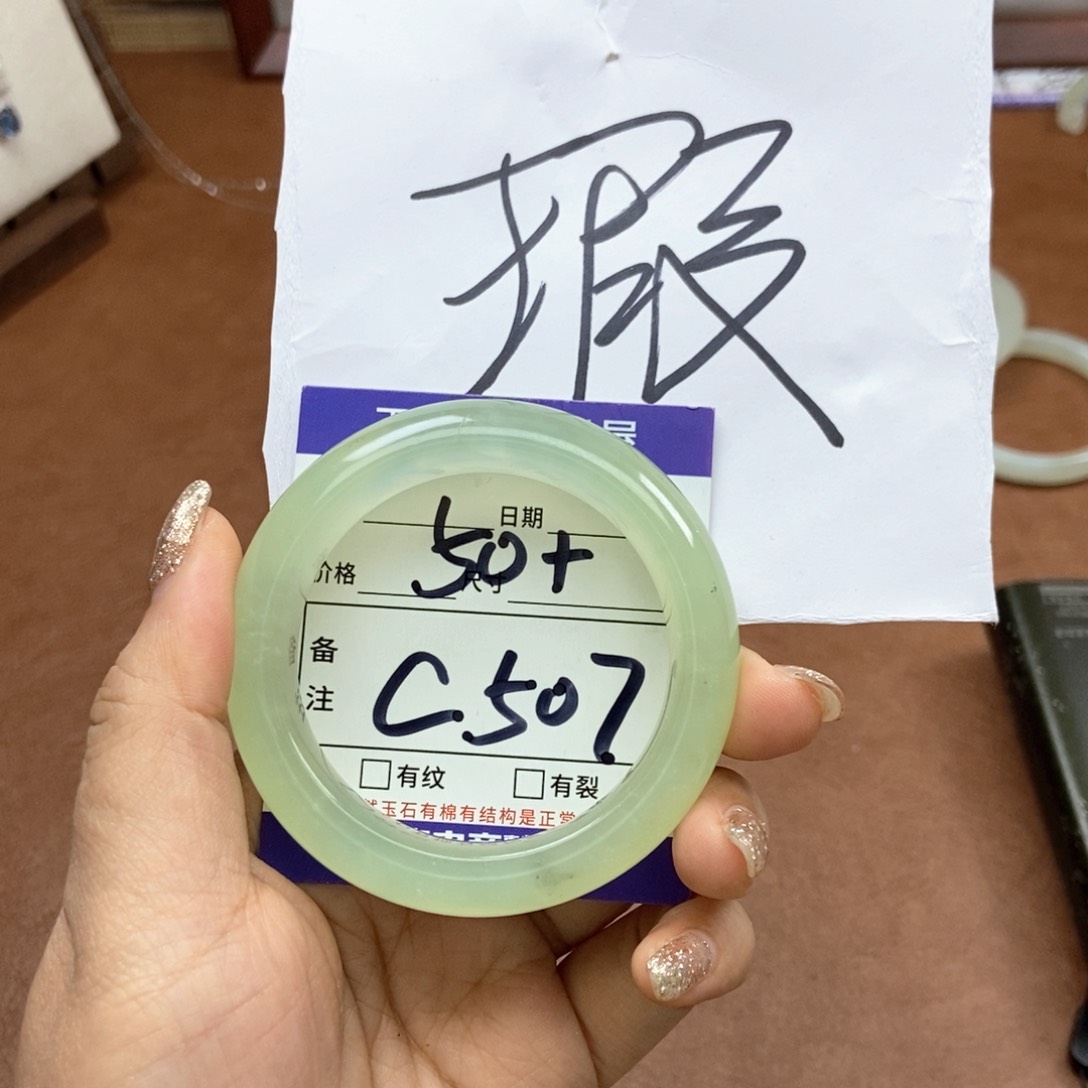 瑕
日期
50+
价格
尺寸
备注
C.507
有纹 有裂
玉石有棉有结构是正常